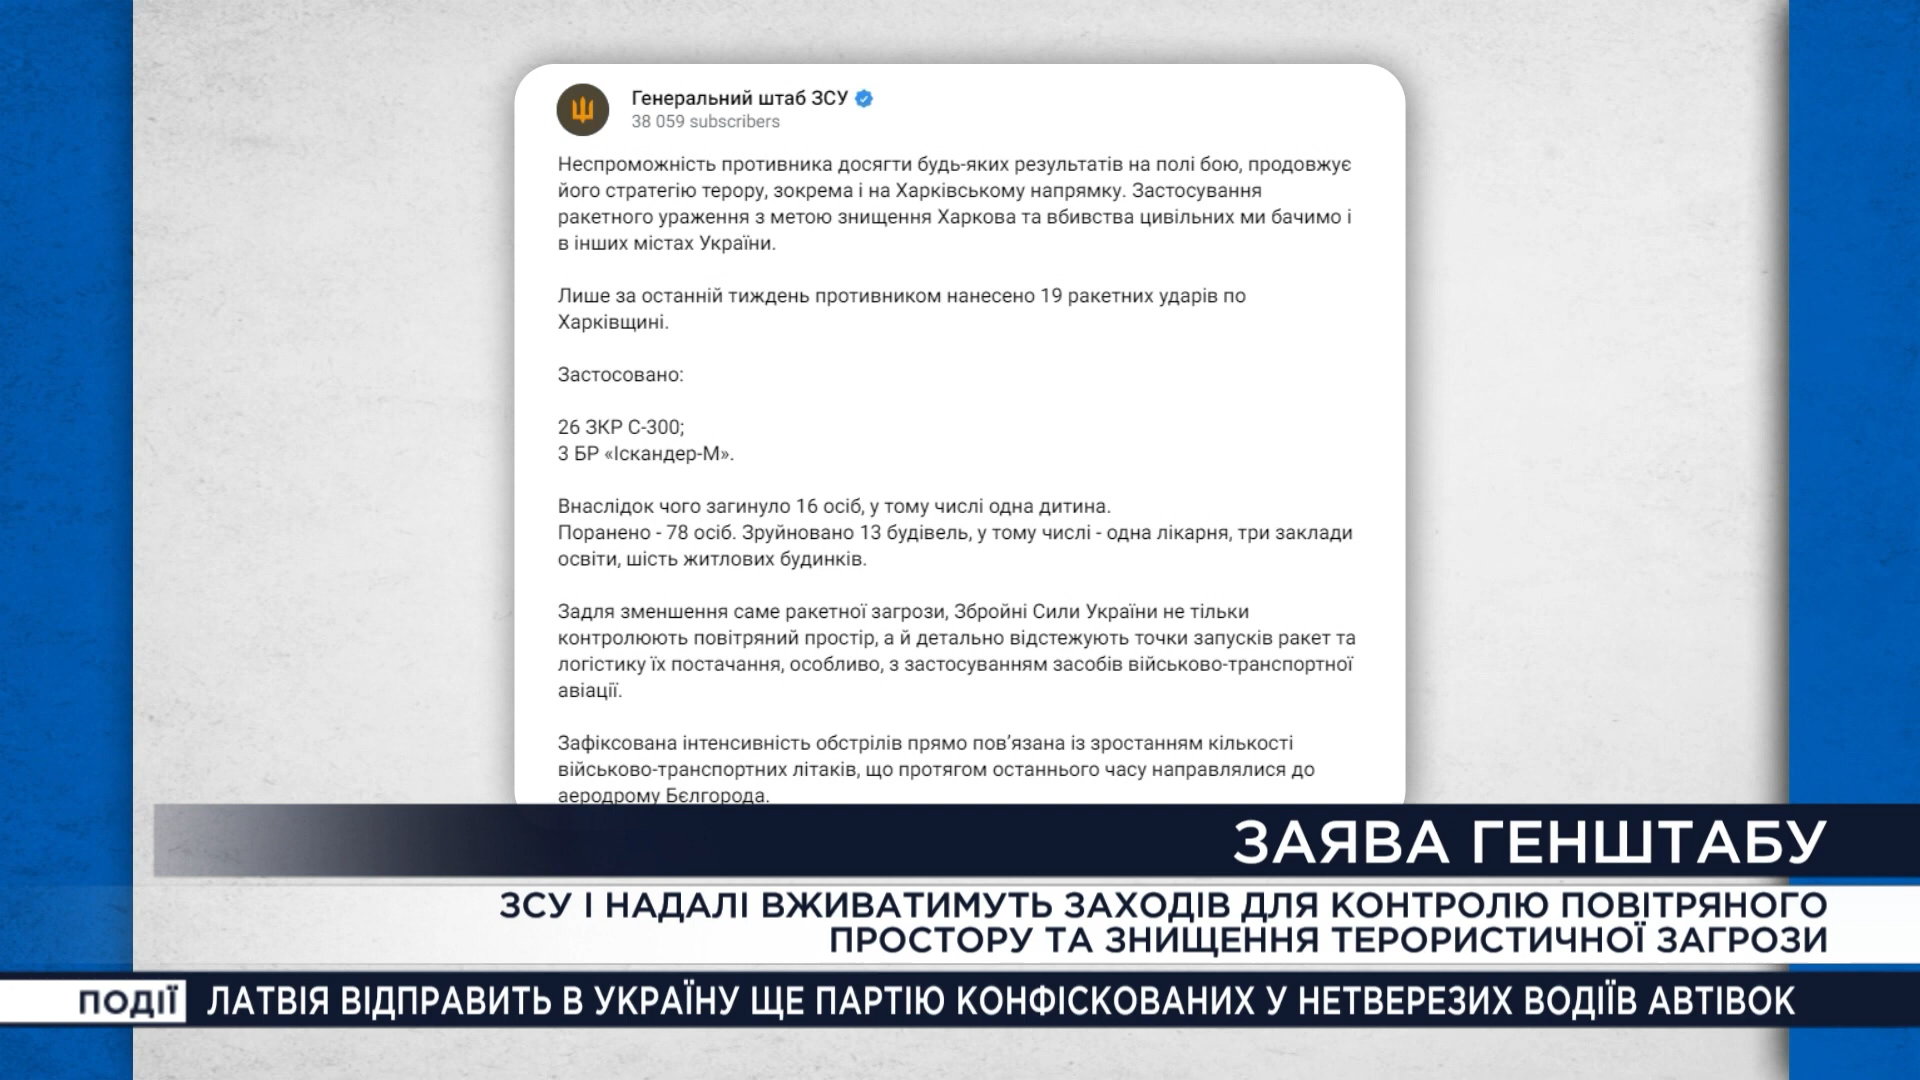 Генеральний штаб ЗСУ
38 059 subscribers
Неспроможність противника досягти будь-яких результатів на полі бою, продовжує
його стратегію терору, зокрема і на Харківському напрямку. Застосування
ракетного ураження з метою знищення Харкова та вбивства цивільних ми бачимо і
в інших містах України.
Лише за останній тиждень противником нанесено 19 ракетних ударів по
Харківщині.
Застосовано:
26 ЗКР С-300;
3 БР «Іскандер-М».
Внаслідок чого загинуло 16 осіб, у тому числі одна дитина.
Поранено - 78 осіб. Зруйновано 13 будівель, у тому числі - одна лікарня, три заклади
освіти, шість житлових будинків.
Задля зменшення саме ракетної загрози, Збройні Сили України не тільки
контролюють повітряний простір, а й детально відстежують точки запусків ракет та
логістику їх постачання, особливо, з застосуванням засобів військово-транспортної
авіації.
Зафіксована інтенсивність обстрілів прямо пов’язана із зростанням кількості
військово-транспортних літаків, що протягом останнього часу направлялися до
аеродрому Бєлгорода.
ЗАЯВА ГЕНШТАБУ
ЗСУ І НАДАЛІ ВЖИВАТИМУТЬ ЗАХОДІВ ДЛЯ КОНТРОЛЮ ПОВІТРЯНОГО
ПРОСТОРУ ТА ЗНИЩЕННЯ ТЕРОРИСТИЧНОЇ ЗАГРОЗИ
ПОДІЇ ЛАТВІЯ ВІДПРАВИТЬ В УКРАЇНУ ЩЕ ПАРТІЮ КОНФІСКОВАНИХ У НЕТВЕРЕЗИХ ВОДІЇВ АВТІВОК